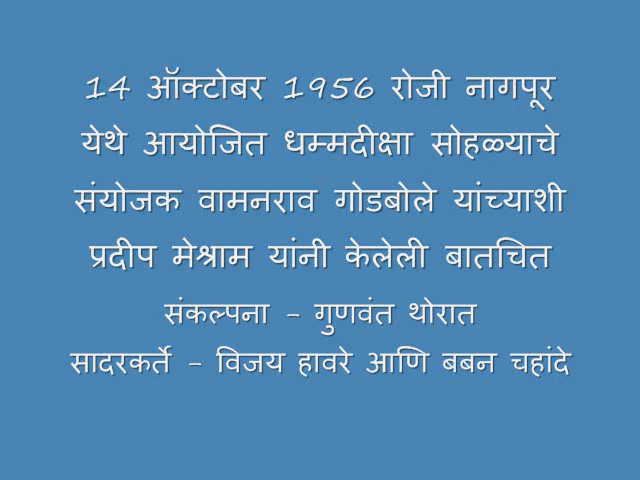 14 ऑक्टोबर 1956 रोजी नागपूर
येथे आयोजित धम्मदीक्षा सोहळ्याचे
संयोजक वामनराव गोडबोले यांच्याशी
प्रदीप मेश्राम यांनी केलेली बातचित
संकल्पना - गुणवंत थोरात
सादरकर्ते - विजय हावरे आणि बबन चहांदे